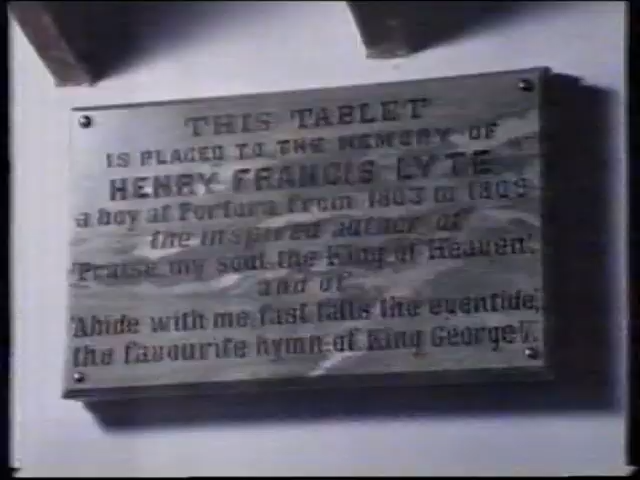 THIS TABLET
IS PLACED TO THE MEMORY OF
HENRY FRANCIS LYTE
a boy at Portora from 1803 to 1809
the inspired author of
'Praise my soul the King of Heaven'.
and of
'Abide with me, fast falls the eventide,'
the favourite hymn of King George V.